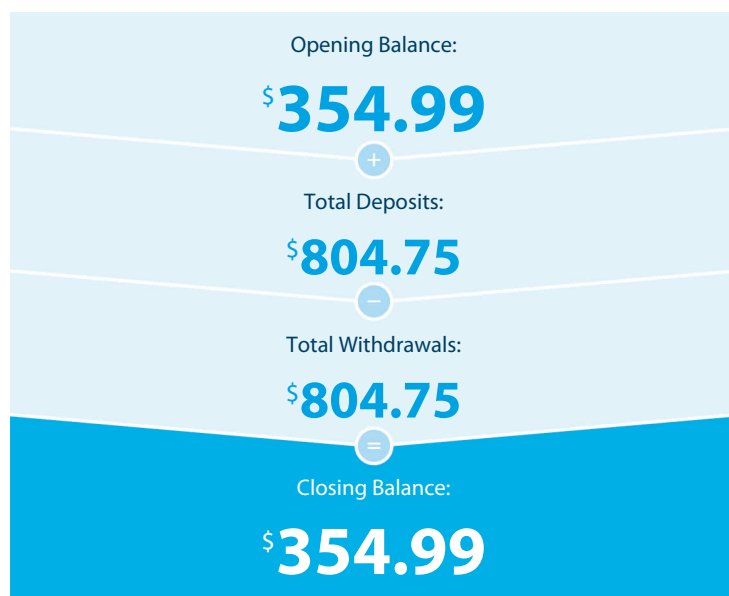 Opening Balance:
$354.99
+
Total Deposits:
$804.75
−
Total Withdrawals:
$804.75
=
Closing Balance:
$354.99